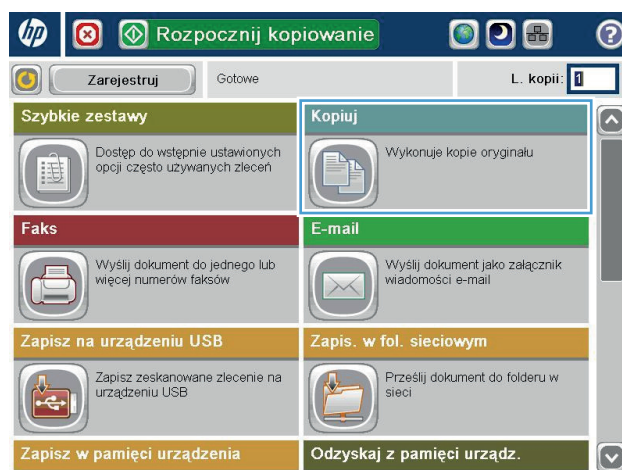 hp
Rozpocznij kopiowanie
?
Zarejestruj
Gotowe
L. kopii: 1
Szybkie zestawy
Dostęp do wstępnie ustawionych
opcji często używanych zleceń
Kopiuj
Wykonuje kopie oryginału
Faks
Wyślij dokument do jednego lub
więcej numerów faksów
E-mail
Wyślij dokument jako załącznik
wiadomości e-mail
Zapisz na urządzeniu USB
Zapisz zeskanowane zlecenie na
urządzeniu USB
Zapis. w fol. sieciowym
Prześlij dokument do folderu w
sieci
Zapisz w pamięci urządzenia
Odzyskaj z pamięci urządz.